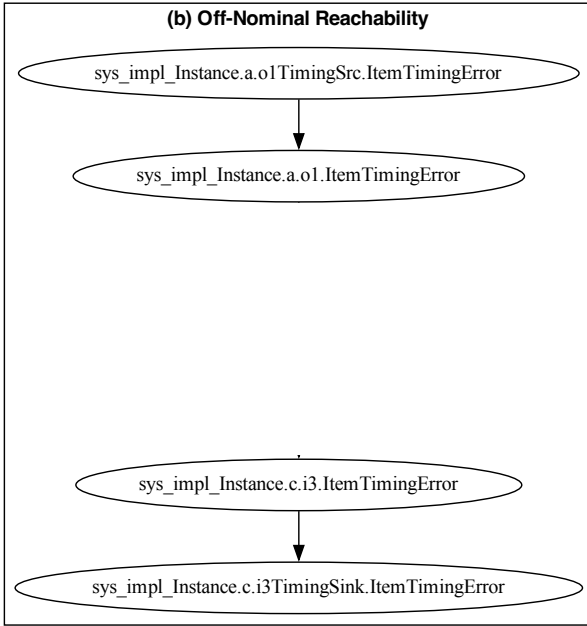 (b) Off-Nominal Reachability
sys_impl_Instance.a.o1TimingSrc.ItemTimingError
sys_impl_Instance.a.o1.ItemTimingError
sys_impl_Instance.c.i3.ItemTimingError
sys_impl_Instance.c.i3TimingSink.ItemTimingError